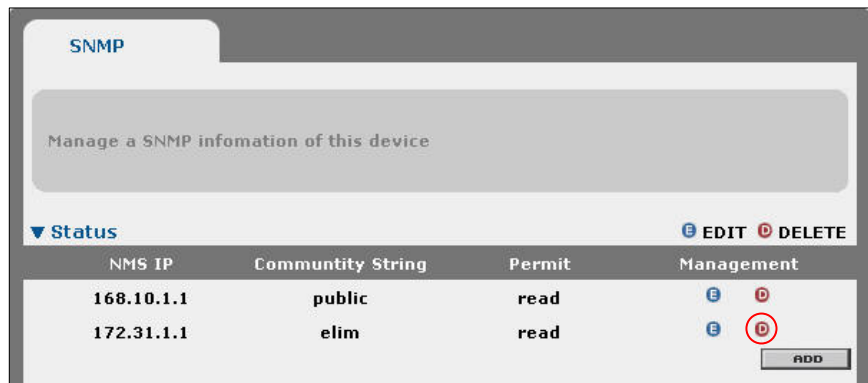 SNMP
Manage a SNMP infomation of this device
▼ Status E EDIT D DELETE
NMS IP Communtity String Permit Management
168.10.1.1 public read E D
172.31.1.1 elim read E D
ADD